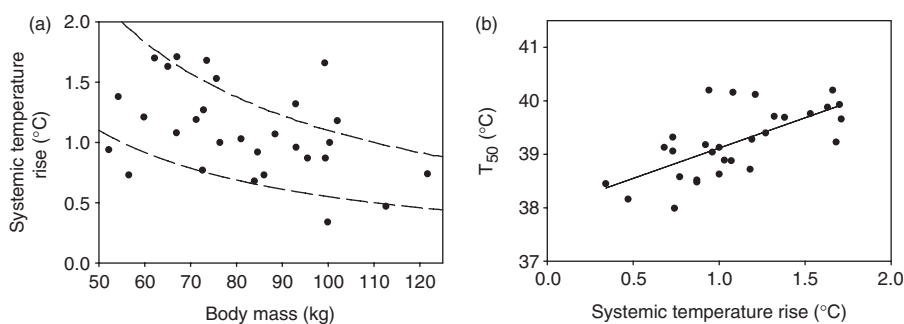 (a)
2.0
1.5
1.0
0.5
0.0
Systemic temperature
rise (°C)
50 60 70 80 90 100 110 120
Body mass (kg)
(b)
41
40
39
38
37
T50 (°C)
0.0 0.5 1.0 1.5 2.0
Systemic temperature rise (°C)